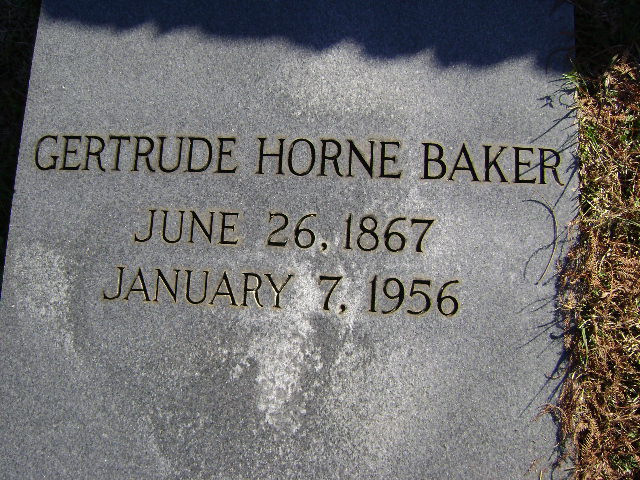 GERTRUDE HORNE BAKER
JUNE 26, 1867
JANUARY 7, 1956